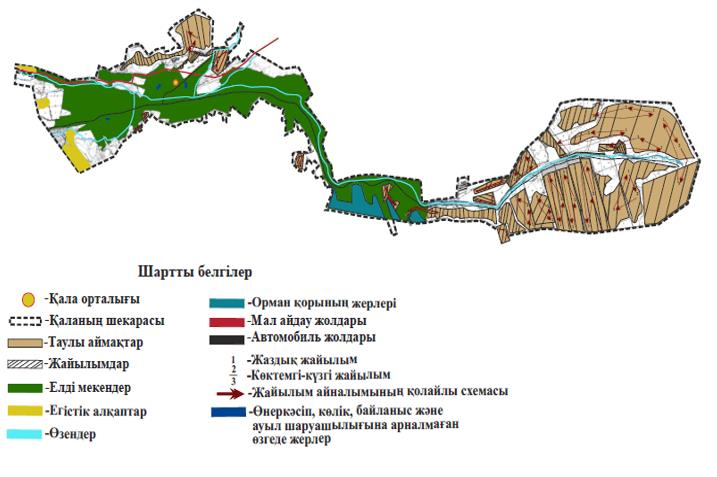 Шартты белгілер
-Қала орталығы
-Қаланың шекарасы
-Таулы аймақтар
-Жайылымдар
-Елді мекендер
-Егістік алқаптар
-Өзендер
-Орман қорының жерлері
-Мал айдау жолдары
-Автомобиль жолдары
1 -Жаздық жайылым
2/3 -Көктемгі-күзгі жайылым
-Жайылым айналымының қолайлы схемасы
-Өнеркәсіп, көлік, байланыс және
ауыл шаруашылығына арналмаған
өзгеде жерлер